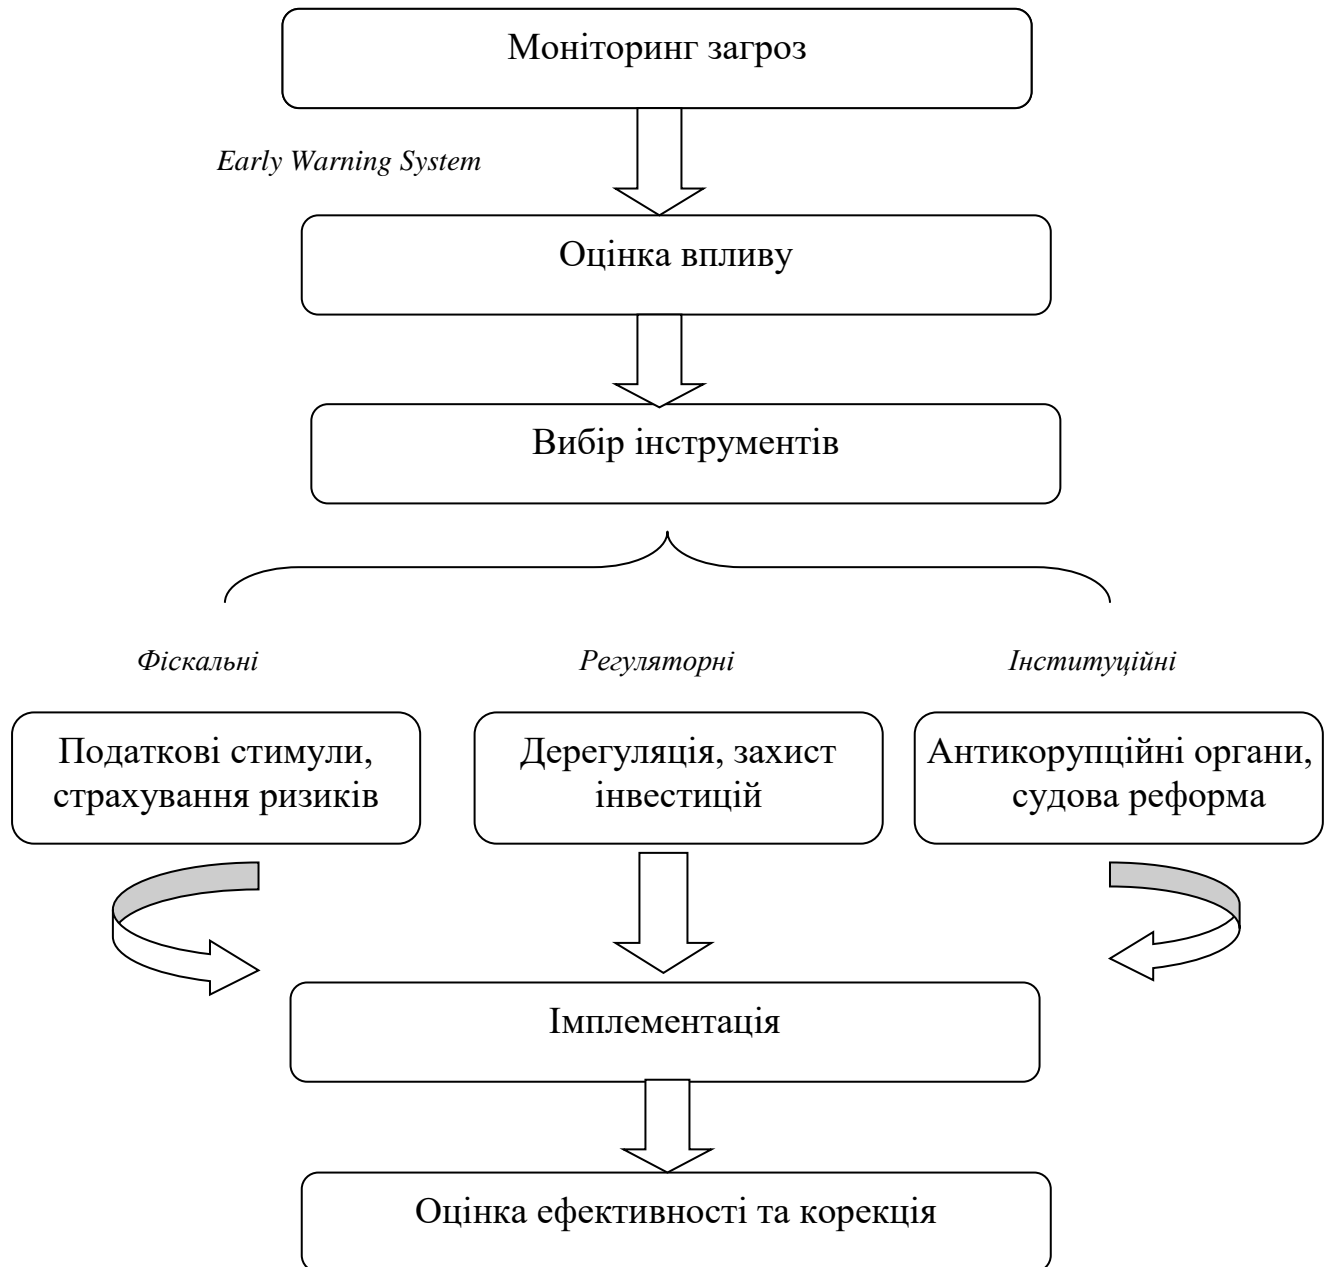 Моніторинг загроз
Early Warning System
Оцінка впливу
Вибір інструментів
Фіскальні
Регуляторні
Інституційні
Податкові стимули,
страхування ризиків
Дерегуляція, захист
інвестицій
Антикорупційні органи,
судова реформа
Імплементація
Оцінка ефективності та корекція